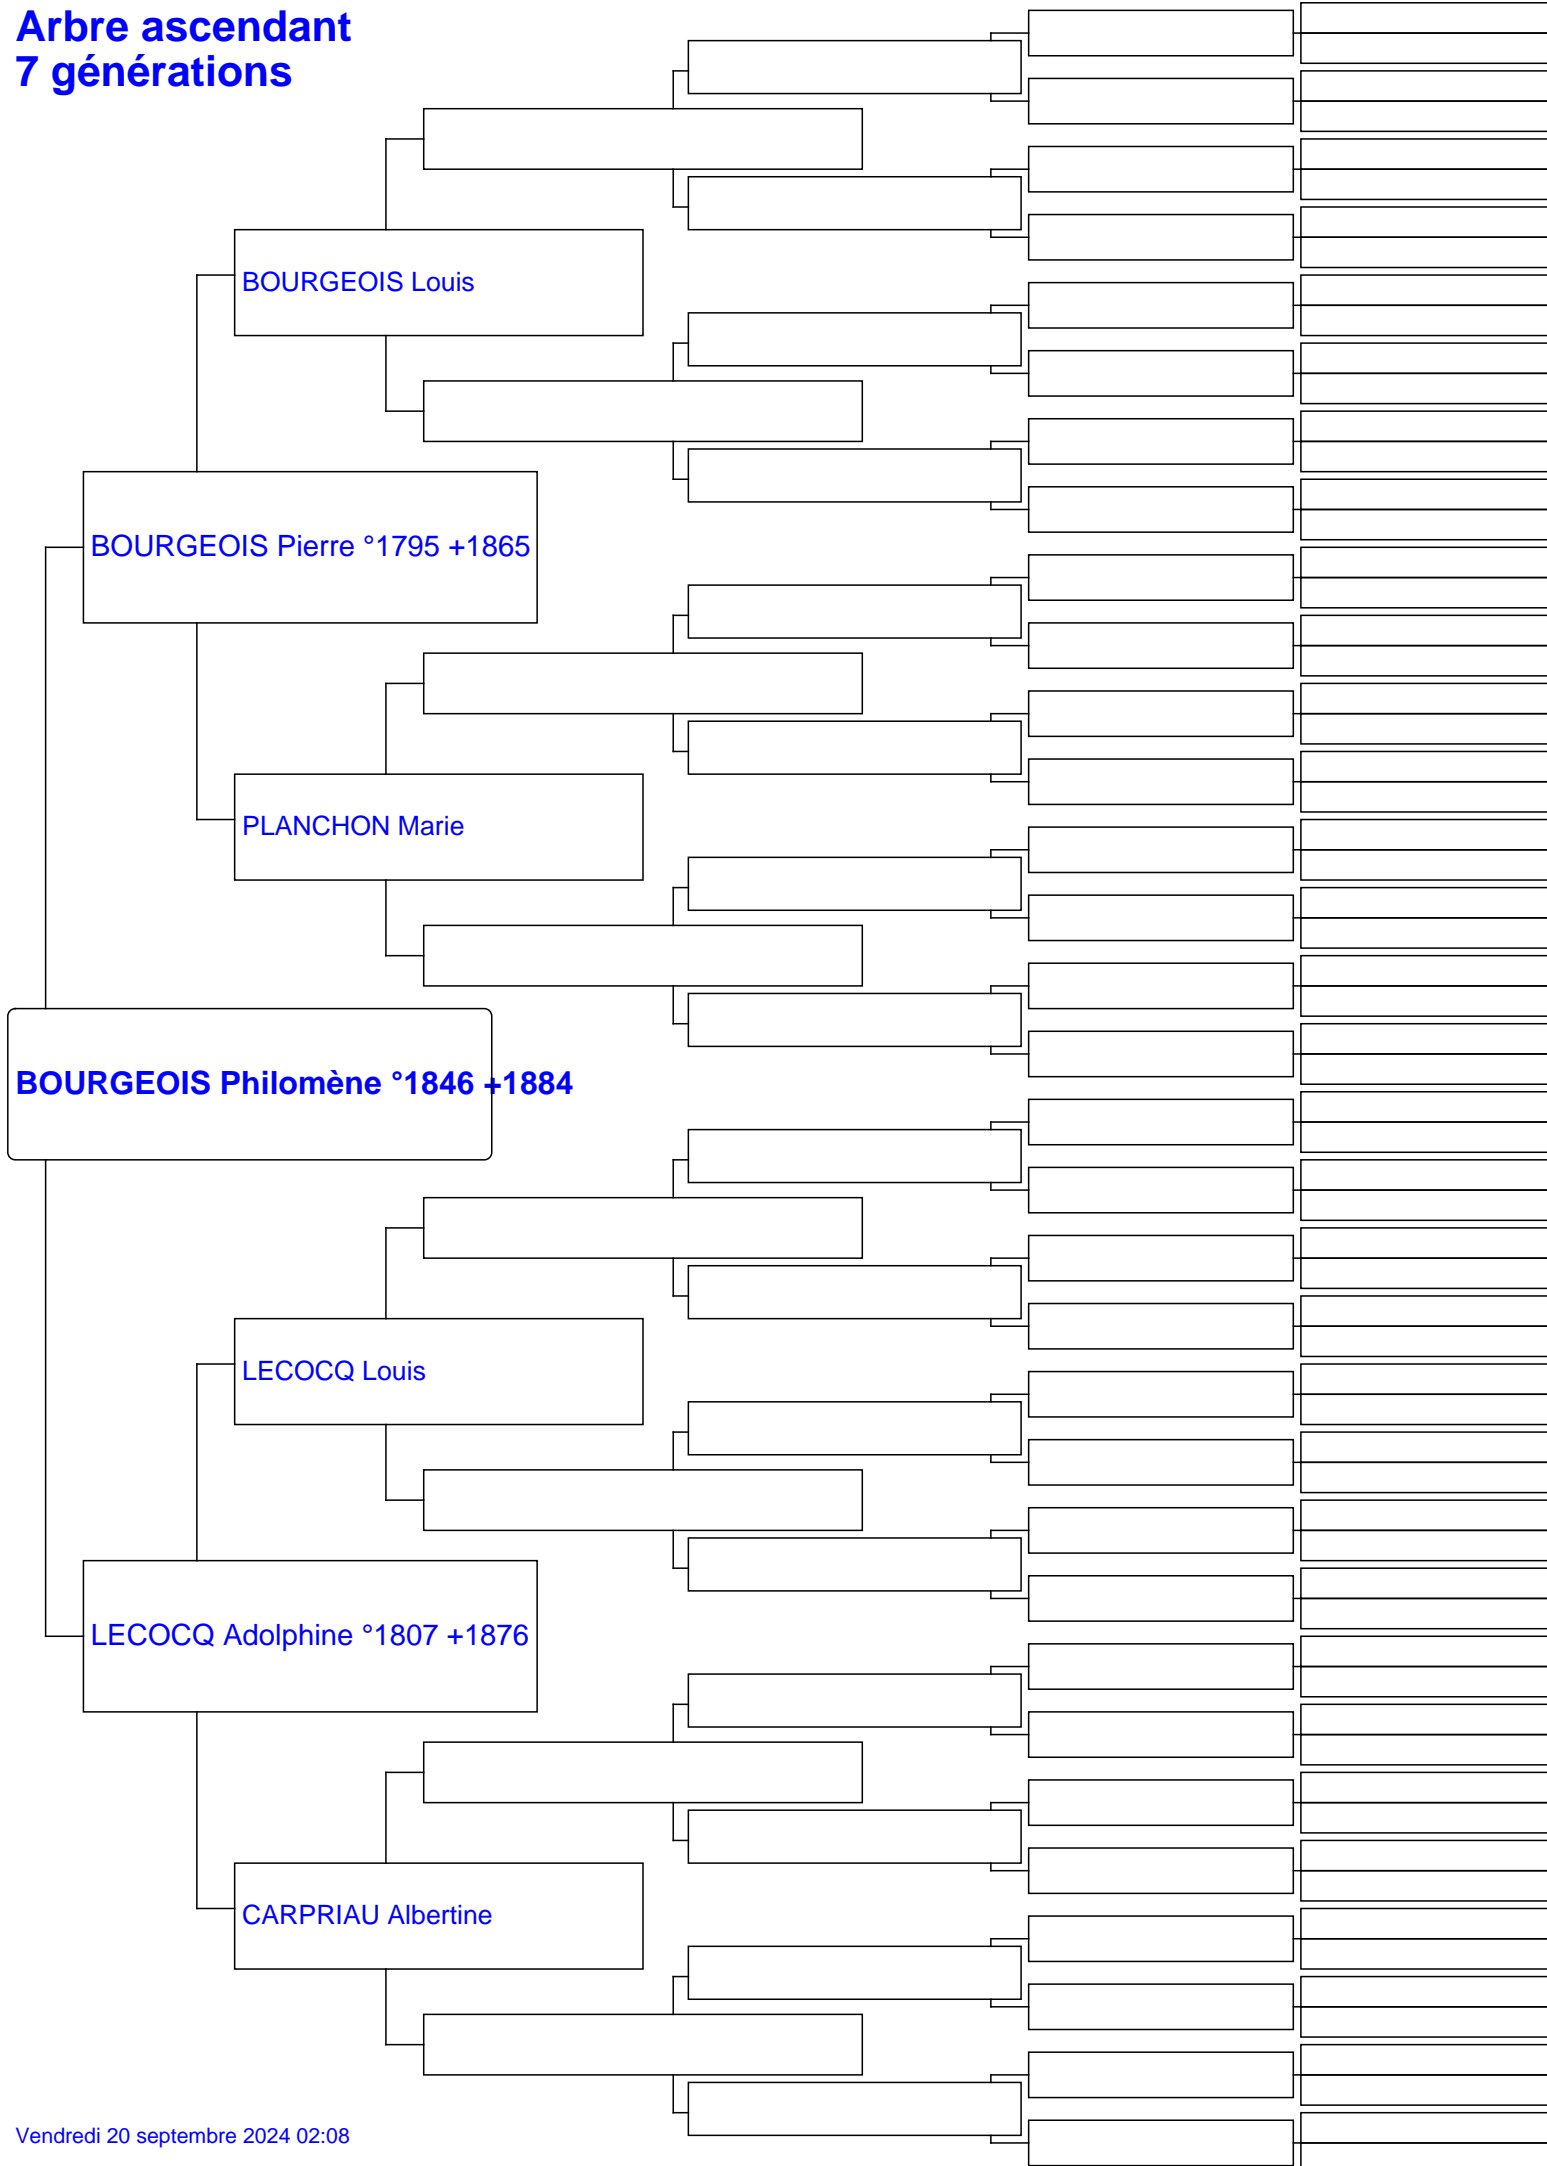 Arbre ascendant
7 générations
BOURGEOIS Louis
BOURGEOIS Pierre °1795 +1865
PLANCHON Marie
BOURGEOIS Philomène °1846 +1884
LECOCQ Louis
LECOCQ Adolphine °1807 +1876
CARPRIAU Albertine
Vendredi 20 septembre 2024 02:08